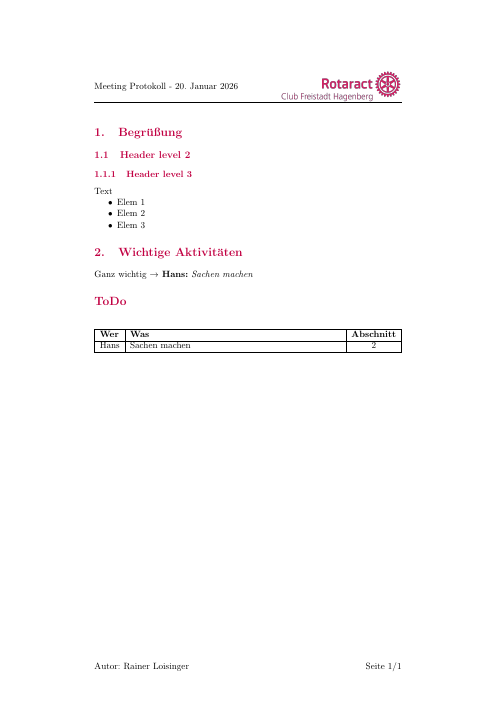 Meeting Protokoll - 20. Januar 2026
Rotaract
Club Freistadt Hagenberg
1. Begrüßung
1.1 Header level 2
1.1.1 Header level 3
Text
• Elem 1
• Elem 2
• Elem 3
2. Wichtige Aktivitäten
Ganz wichtig → Hans: Sachen machen
ToDo
Wer Was Abschnitt
Hans Sachen machen 2
Autor: Rainer Loisinger Seite 1/1